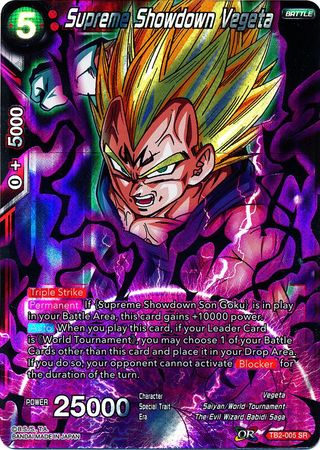 5 Supreme Showdown Vegeta BATTLE
0 + 5000
Triple Strike
Permanent If {Supreme Showdown Son Goku} is in play
in your Battle Area, this card gains +10000 power.
Auto When you play this card, if your Leader Card
is 《World Tournament》, you may choose 1 of your Battle
Cards other than this card and place it in your Drop Area.
If you do so, your opponent cannot activate Blocker for
the duration of the turn.
POWER 25000
Character Vegeta
Special Trait Saiyan/World Tournament
Era The Evil Wizard Babidi Saga
©B.S./S., T.A.
BANDAI MADE IN JAPAN
TB2-005 SR